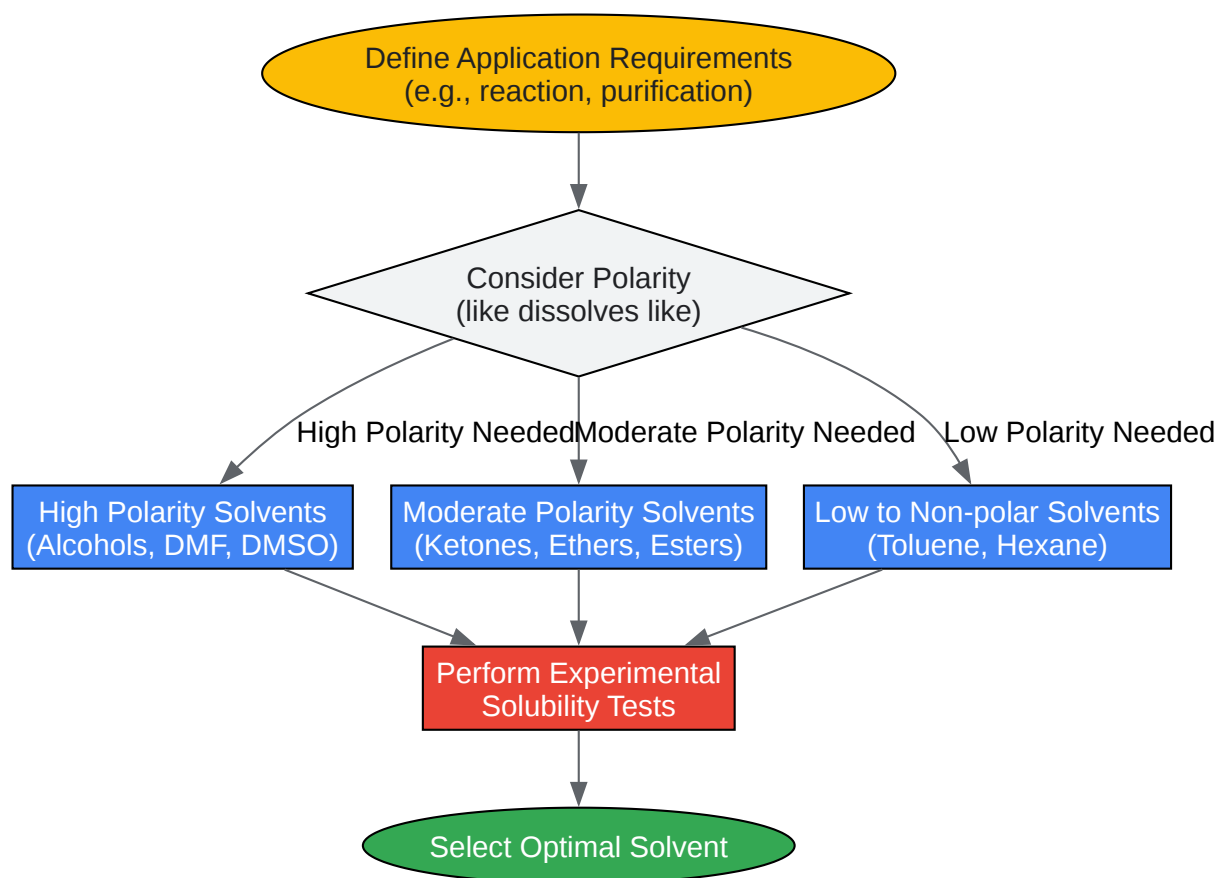 Define Application Requirements
(e.g., reaction, purification)
Consider Polarity
(like dissolves like)
High Polarity Needed
Moderate Polarity Needed
Low Polarity Needed
High Polarity Solvents
(Alcohols, DMF, DMSO)
Moderate Polarity Solvents
(Ketones, Ethers, Esters)
Low to Non-polar Solvents
(Toluene, Hexane)
Perform Experimental
Solubility Tests
Select Optimal Solvent